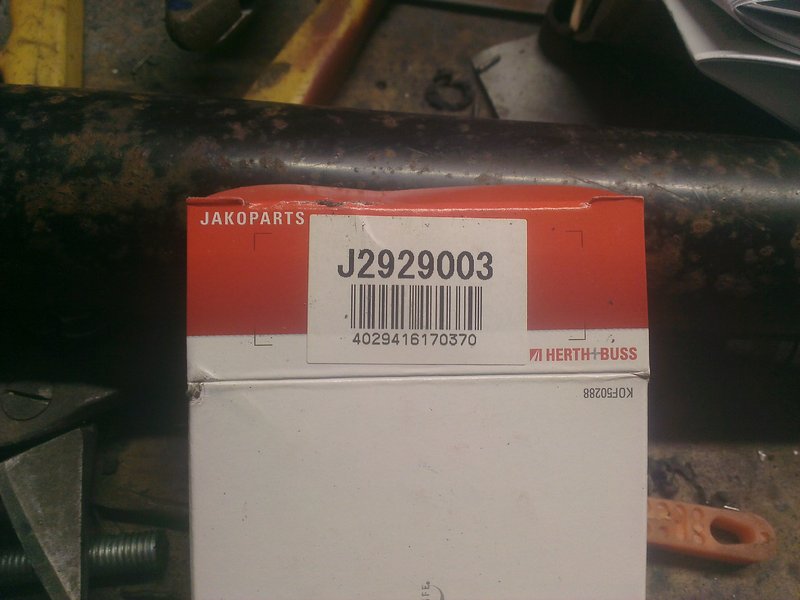 JAKOPARTS
J2929003
4029416170370
HERTH+BUSS
KOF50288